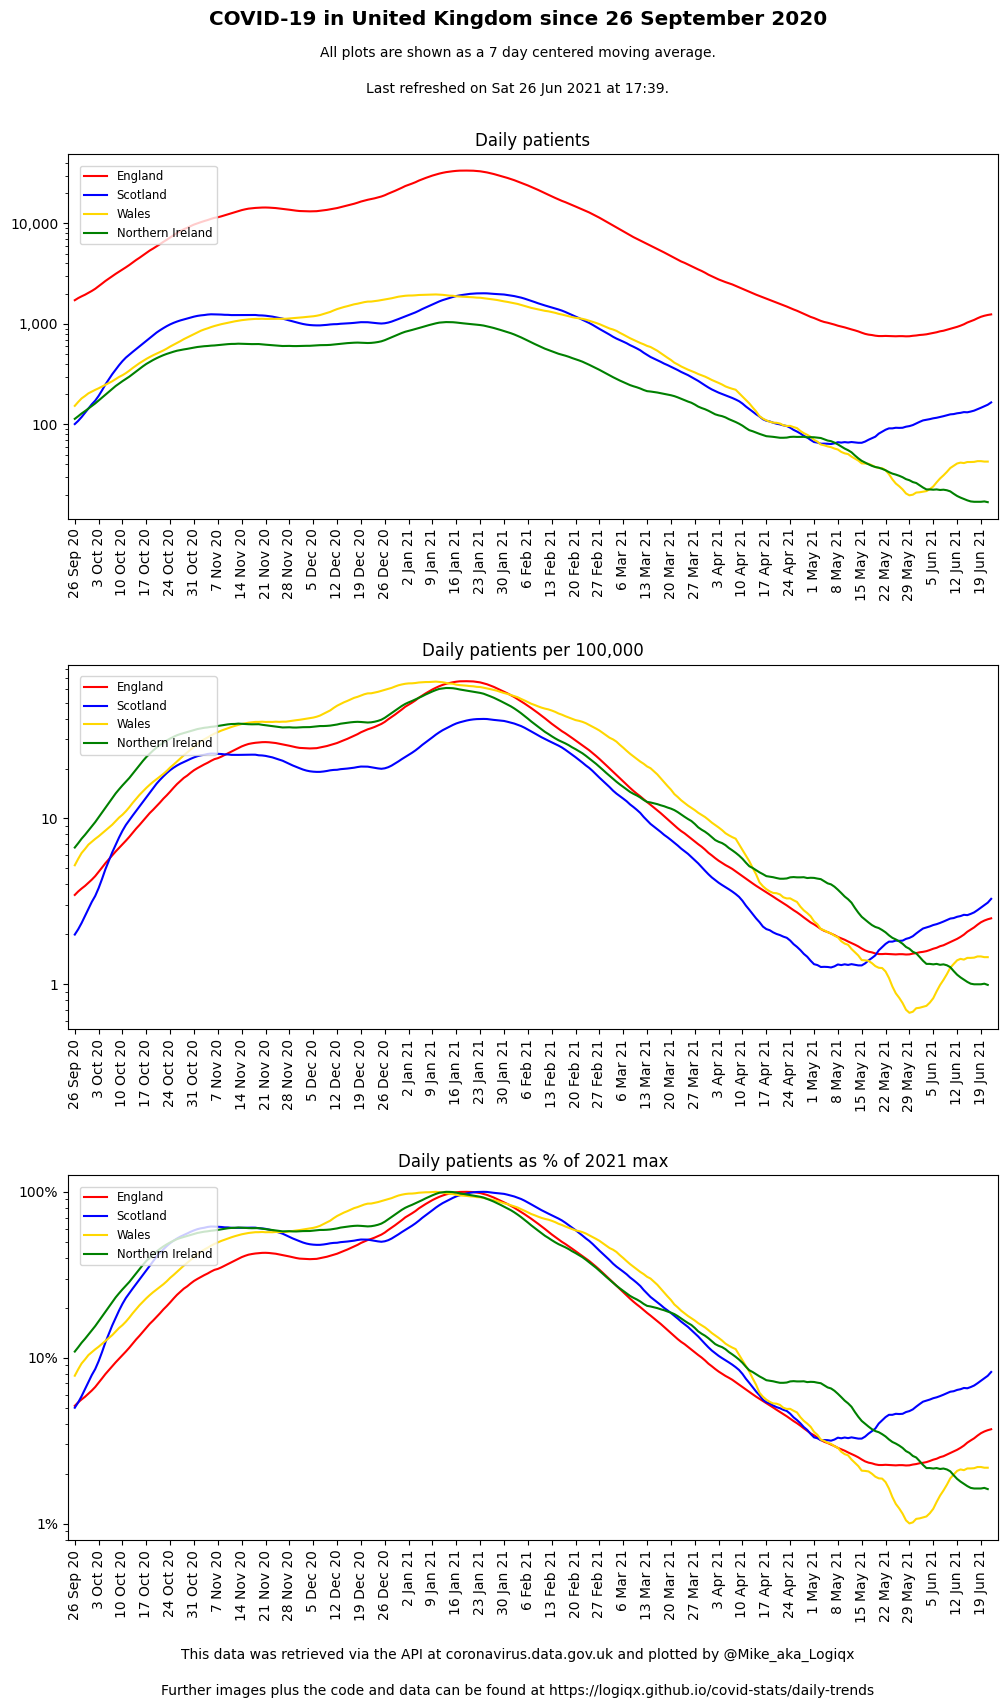 COVID-19 in United Kingdom since 26 September 2020
All plots are shown as a 7 day centered moving average.
Last refreshed on Sat 26 Jun 2021 at 17:39.
Daily patients
England
Scotland
Wales
Northern Ireland
10,000
1,000
100
26 Sep 20
3 Oct 20
10 Oct 20
17 Oct 20
24 Oct 20
31 Oct 20
7 Nov 20
14 Nov 20
21 Nov 20
28 Nov 20
5 Dec 20
12 Dec 20
19 Dec 20
26 Dec 20
2 Jan 21
9 Jan 21
16 Jan 21
23 Jan 21
30 Jan 21
6 Feb 21
13 Feb 21
20 Feb 21
27 Feb 21
6 Mar 21
13 Mar 21
20 Mar 21
27 Mar 21
3 Apr 21
10 Apr 21
17 Apr 21
24 Apr 21
1 May 21
8 May 21
15 May 21
22 May 21
29 May 21
5 Jun 21
12 Jun 21
19 Jun 21
Daily patients per 100,000
England
Scotland
Wales
Northern Ireland
10
1
26 Sep 20
3 Oct 20
10 Oct 20
17 Oct 20
24 Oct 20
31 Oct 20
7 Nov 20
14 Nov 20
21 Nov 20
28 Nov 20
5 Dec 20
12 Dec 20
19 Dec 20
26 Dec 20
2 Jan 21
9 Jan 21
16 Jan 21
23 Jan 21
30 Jan 21
6 Feb 21
13 Feb 21
20 Feb 21
27 Feb 21
6 Mar 21
13 Mar 21
20 Mar 21
27 Mar 21
3 Apr 21
10 Apr 21
17 Apr 21
24 Apr 21
1 May 21
8 May 21
15 May 21
22 May 21
29 May 21
5 Jun 21
12 Jun 21
19 Jun 21
Daily patients as % of 2021 max
England
Scotland
Wales
Northern Ireland
100%
10%
1%
26 Sep 20
3 Oct 20
10 Oct 20
17 Oct 20
24 Oct 20
31 Oct 20
7 Nov 20
14 Nov 20
21 Nov 20
28 Nov 20
5 Dec 20
12 Dec 20
19 Dec 20
26 Dec 20
2 Jan 21
9 Jan 21
16 Jan 21
23 Jan 21
30 Jan 21
6 Feb 21
13 Feb 21
20 Feb 21
27 Feb 21
6 Mar 21
13 Mar 21
20 Mar 21
27 Mar 21
3 Apr 21
10 Apr 21
17 Apr 21
24 Apr 21
1 May 21
8 May 21
15 May 21
22 May 21
29 May 21
5 Jun 21
12 Jun 21
19 Jun 21
This data was retrieved via the API at coronavirus.data.gov.uk and plotted by @Mike_aka_Logiqx
Further images plus the code and data can be found at https://logiqx.github.io/covid-stats/daily-trends